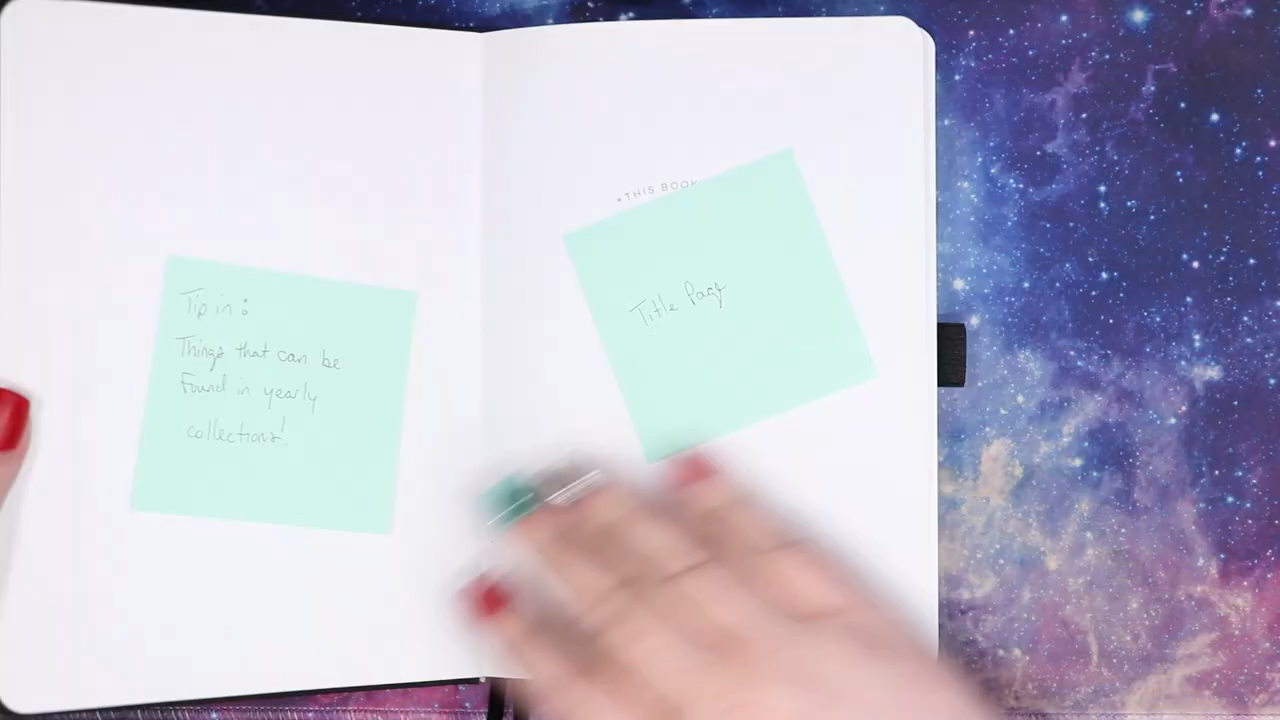 Tip in:
Things that can be
Found in yearly
collections!
THIS BOOK
Title Page